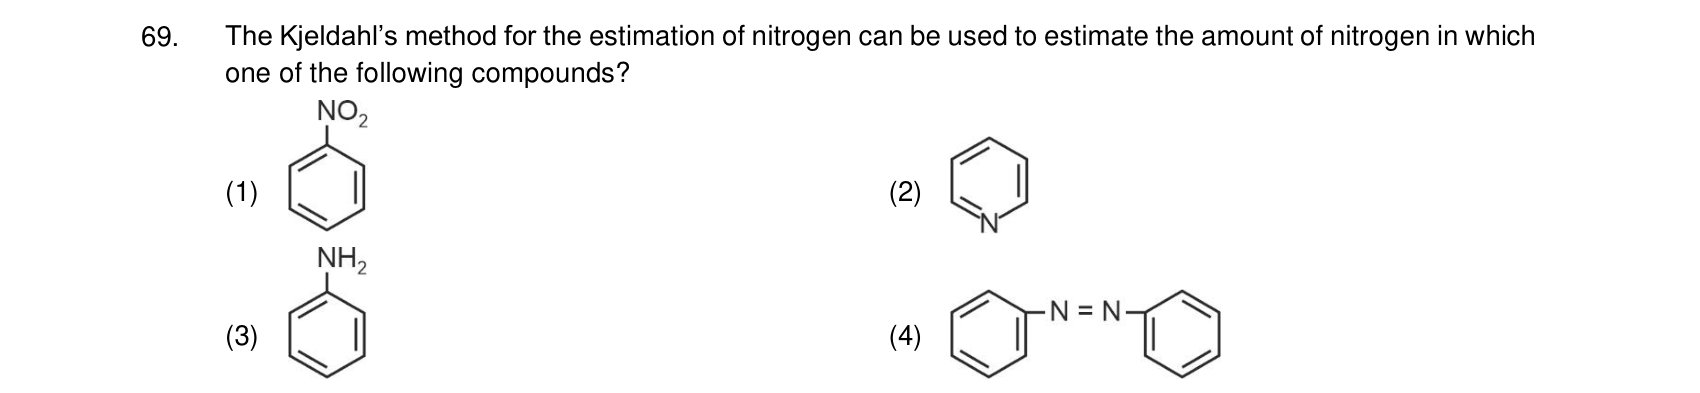 69. The Kjeldahl's method for the estimation of nitrogen can be used to estimate the amount of nitrogen in which
one of the following compounds?
NO₂
(1)
(2)
N
NH₂
(3)
(4)
N = N